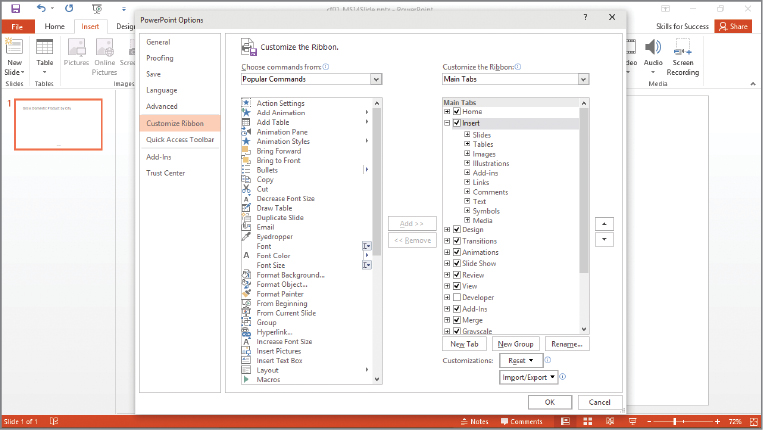 PowerPoint
File
Home
Insert
Skills for Success
Share
New
Slide
Slides
Table
Tables
Pictures
Online
Pictures
Images
Audio
Screen
Recording
Media
1
PowerPoint Options
?
General
Proofing
Save
Language
Advanced
Customize Ribbon
Quick Access Toolbar
Add-Ins
Trust Center
Customize the Ribbon.
Choose commands from:
Popular Commands
Action Settings
Add Animation
Add Table
Animation Pane
Animation Styles
Bring Forward
Bring to Front
Bullets
Copy
Cut
Decrease Font Size
Draw Table
Duplicate Slide
Email
Eyedropper
Font
Font Color
Font Size
Format Background...
Format Object...
Format Painter
From Beginning
From Current Slide
Group
Hyperlink...
Increase Font Size
Insert Pictures
Insert Text Box
Layout
Macros
Add >>
<< Remove
Customize the Ribbon:
Main Tabs
Main Tabs
Home
Insert
Slides
Tables
Images
Illustrations
Add-ins
Links
Comments
Text
Symbols
Media
Design
Transitions
Animations
Slide Show
Review
View
Developer
Add-Ins
Merge
Grayscale
New Tab
New Group
Rename...
Customizations:
Reset
Import/Export
OK
Cancel
Slide 1 of 1
Notes
Comments
72%